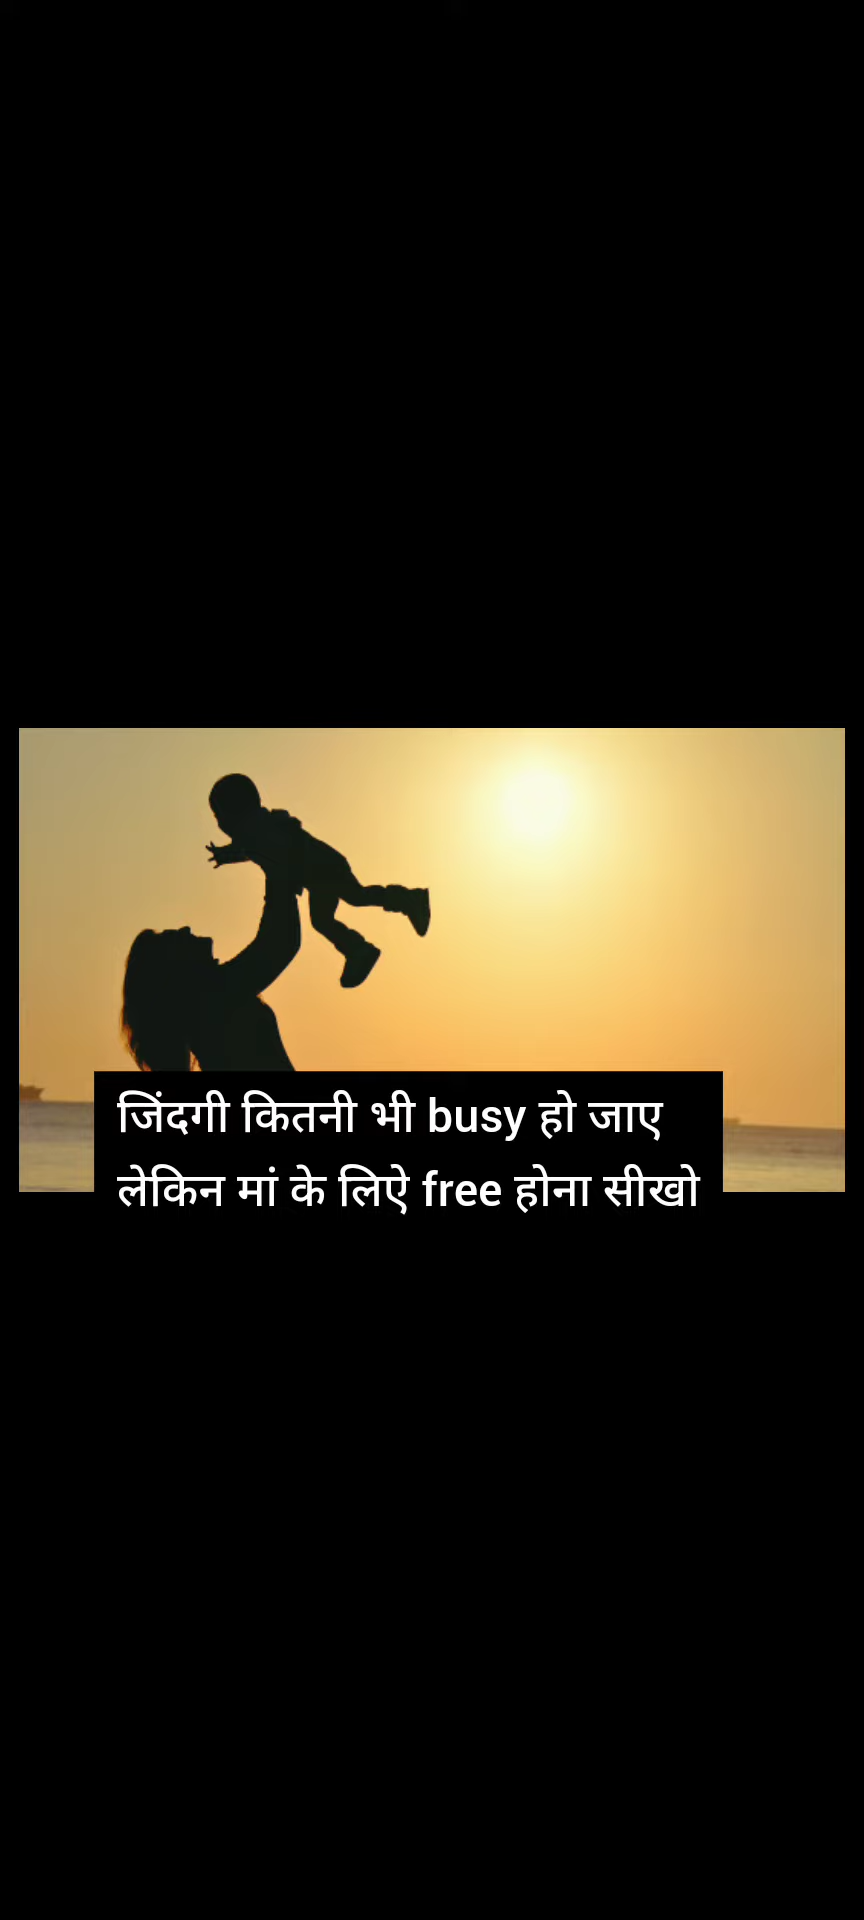 जिंदगी कितनी भी busy हो जाए
लेकिन मां के लिऐ free होना सीखो